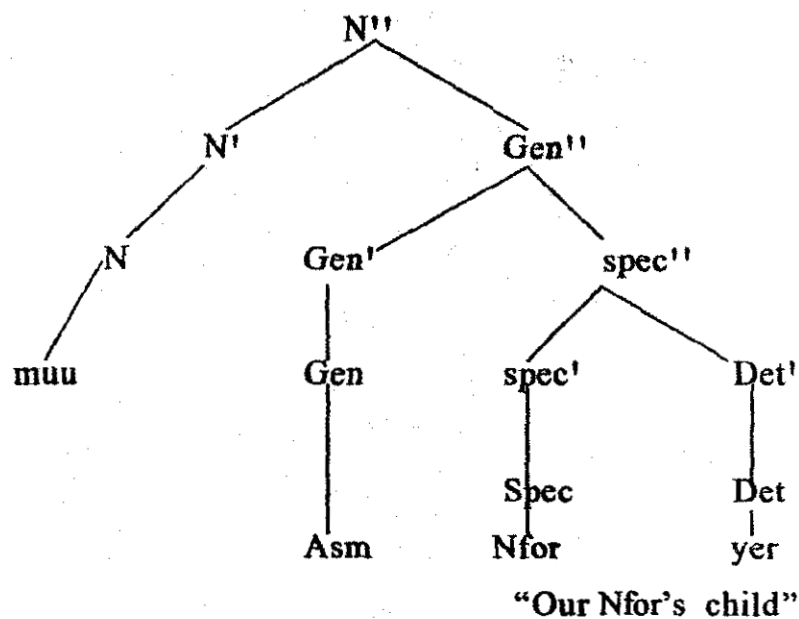 N''
N' Gen''
N Gen' spec''
muu Gen spec' Det'
Spec Det
Asm Nfor yer
“Our Nfor's child”